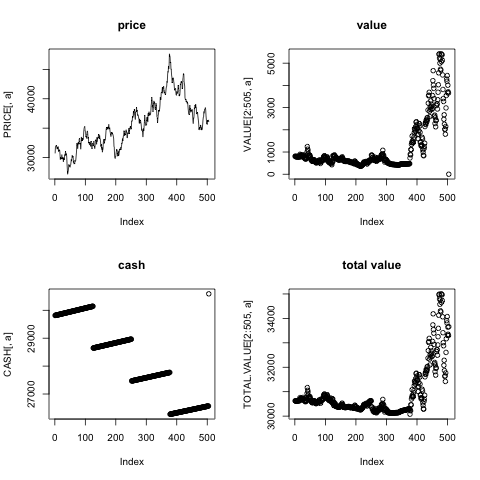 price
PRICE[, a]
30000
40000
0
100
200
300
400
500
Index
value
VALUE[2:505, a]
0
1000
3000
5000
0
100
200
300
400
500
Index
cash
CASH[, a]
27000
29000
0
100
200
300
400
500
Index
total value
TOTAL.VALUE[2:505, a]
30000
32000
34000
0
100
200
300
400
500
Index